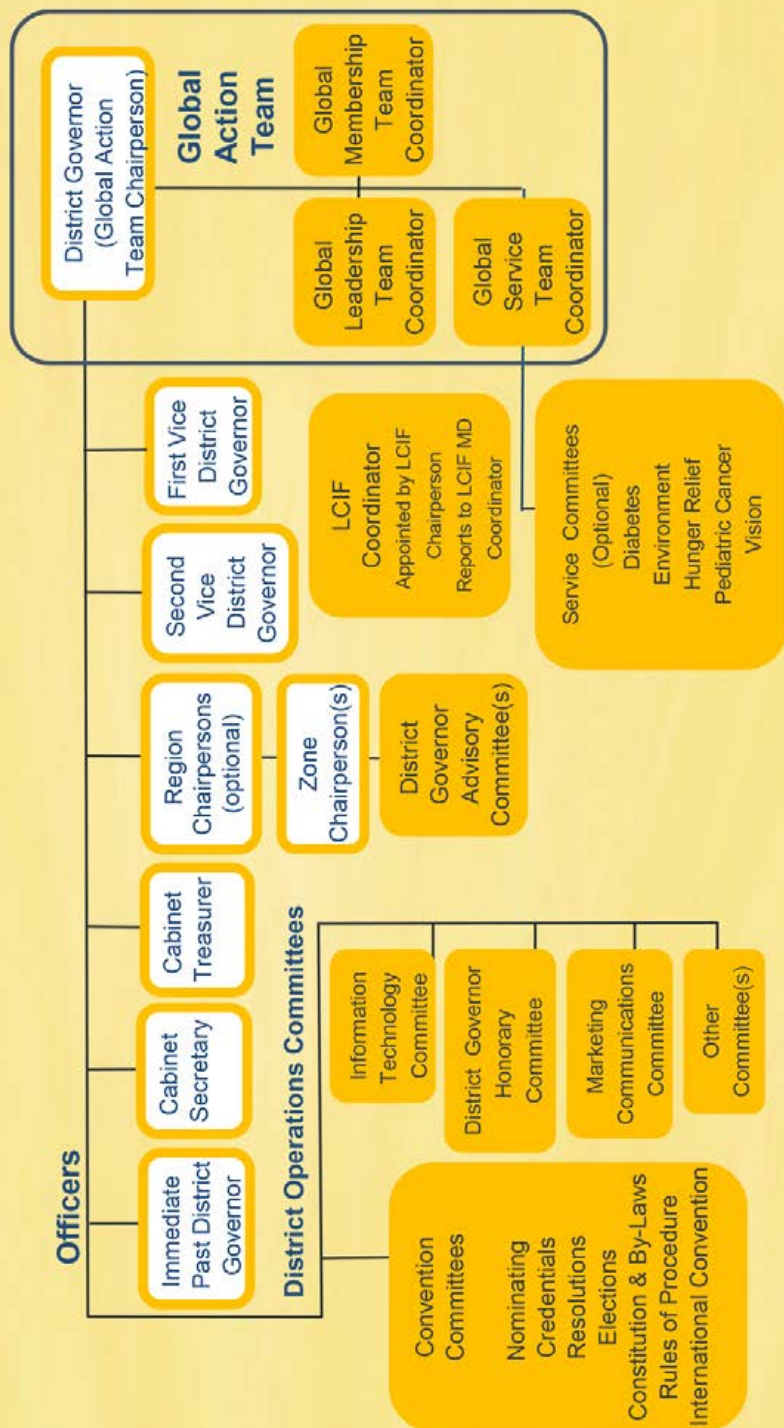 Officers
Immediate
Past District
Governor
Cabinet
Secretary
Cabinet
Treasurer
Region
Chairpersons
(optional)
Zone
Chairperson(s)
District
Governor
Advisory
Committee(s)
Second
Vice
District
Governor
First Vice
District
Governor
District Governor
(Global Action
Team Chairperson)
Global
Action
Team
Global
Leadership
Team
Coordinator
Global
Membership
Team
Coordinator
Global
Service
Team
Coordinator
LCIF
Coordinator
Appointed by LCIF
Chairperson
Reports to LCIF MD
Coordinator
Service Committees
(Optional)
Diabetes
Environment
Hunger Relief
Pediatric Cancer
Vision
District Operations Committees
Convention
Committees
Nominating
Credentials
Resolutions
Elections
Constitution & By-Laws
Rules of Procedure
International Convention
Information
Technology
Committee
District Governor
Honorary
Committee
Marketing
Communications
Committee
Other
Committee(s)